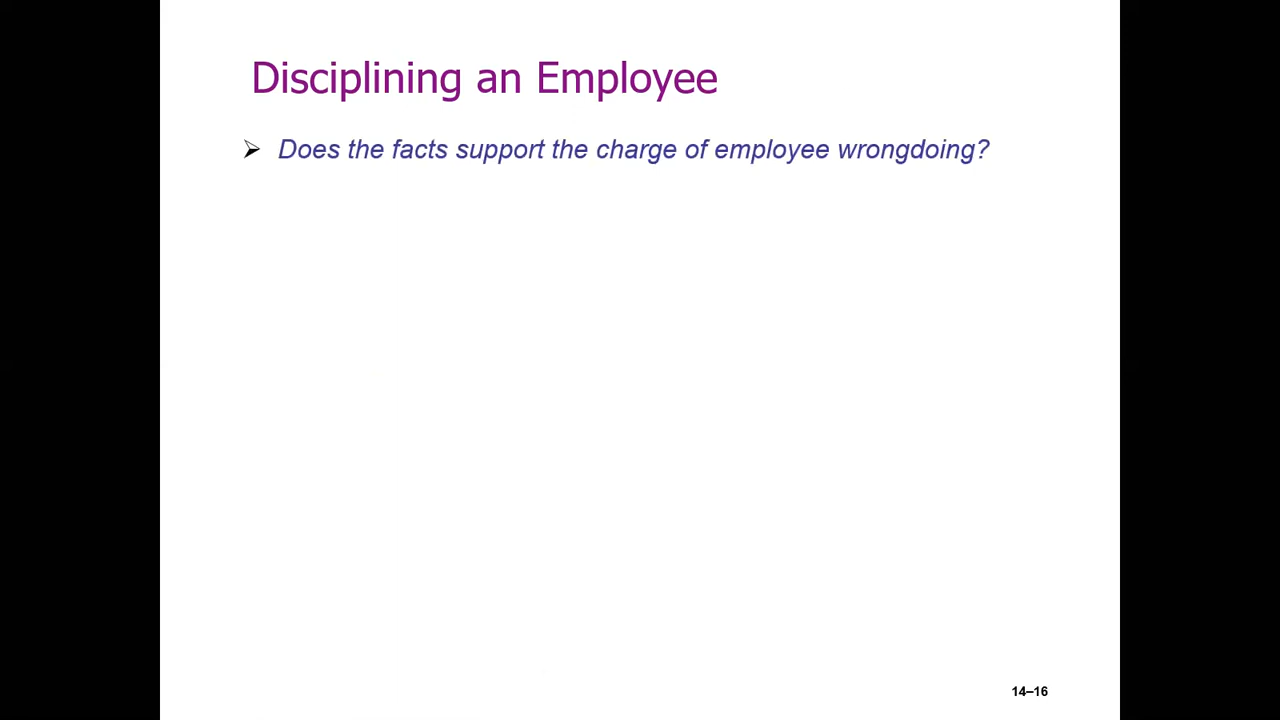 Disciplining an Employee
Does the facts support the charge of employee wrongdoing?
14–16